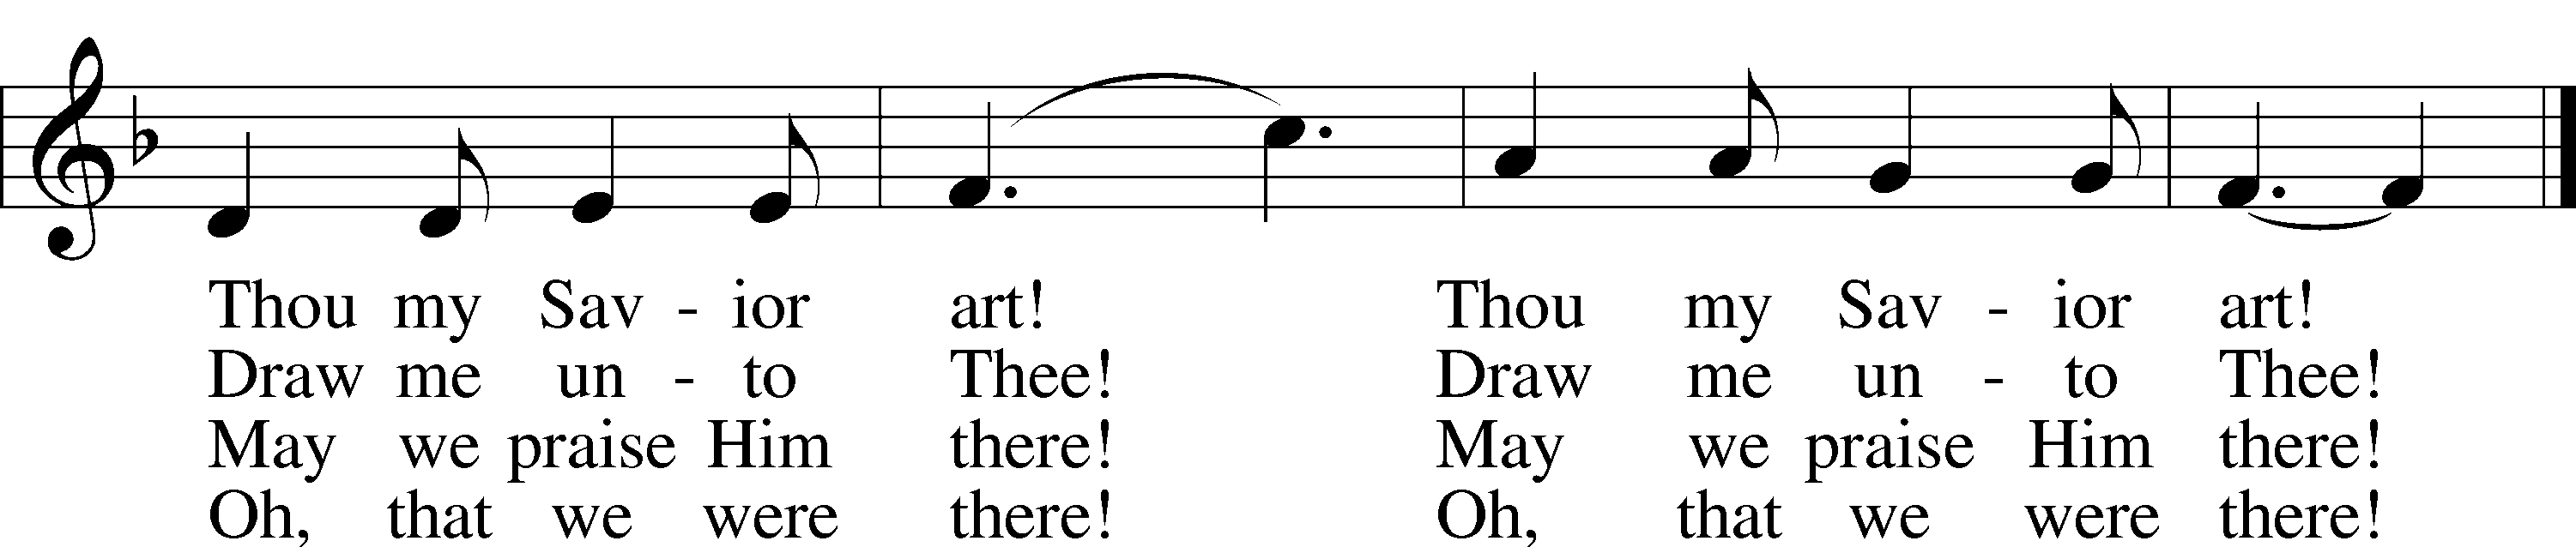 Thou my Sav - ior art! Thou my Sav - ior art!
Draw me un - to Thee! Draw me un - to Thee!
May we praise Him there! May we praise Him there!
Oh, that we were there! Oh, that we were there!